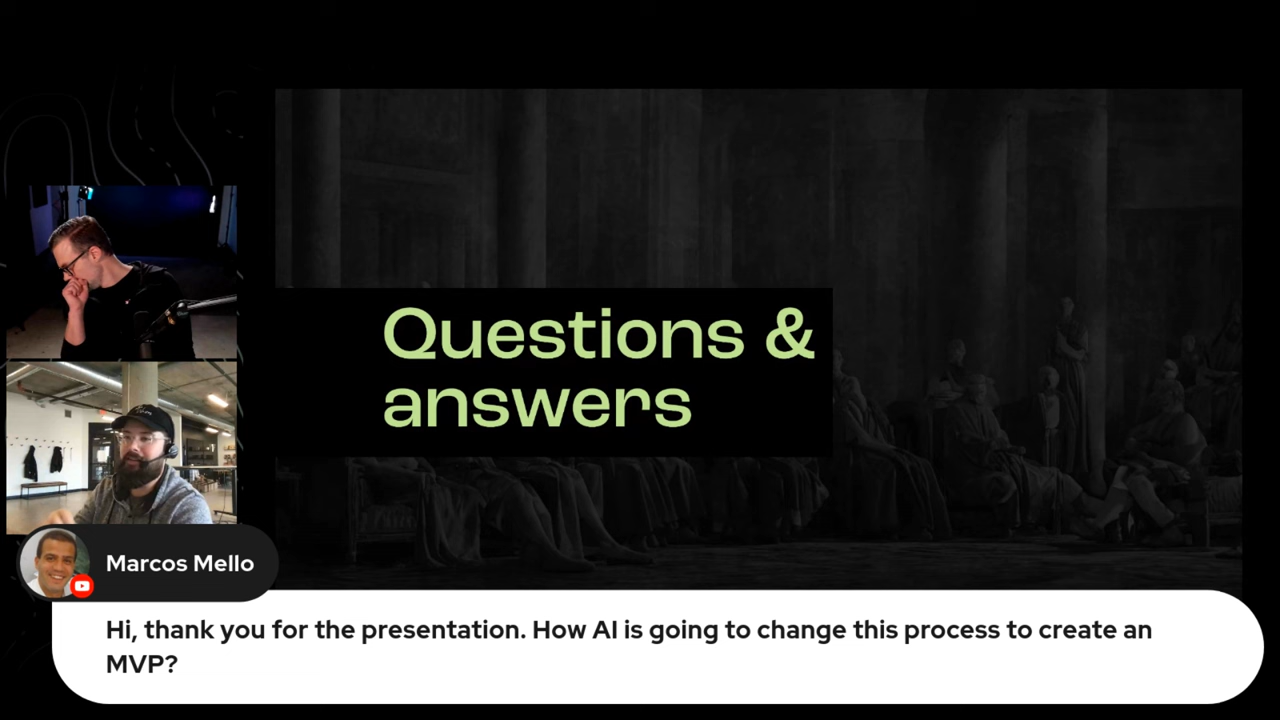 Questions &
answers
Marcos Mello
Hi, thank you for the presentation. How AI is going to change this process to create an
MVP?